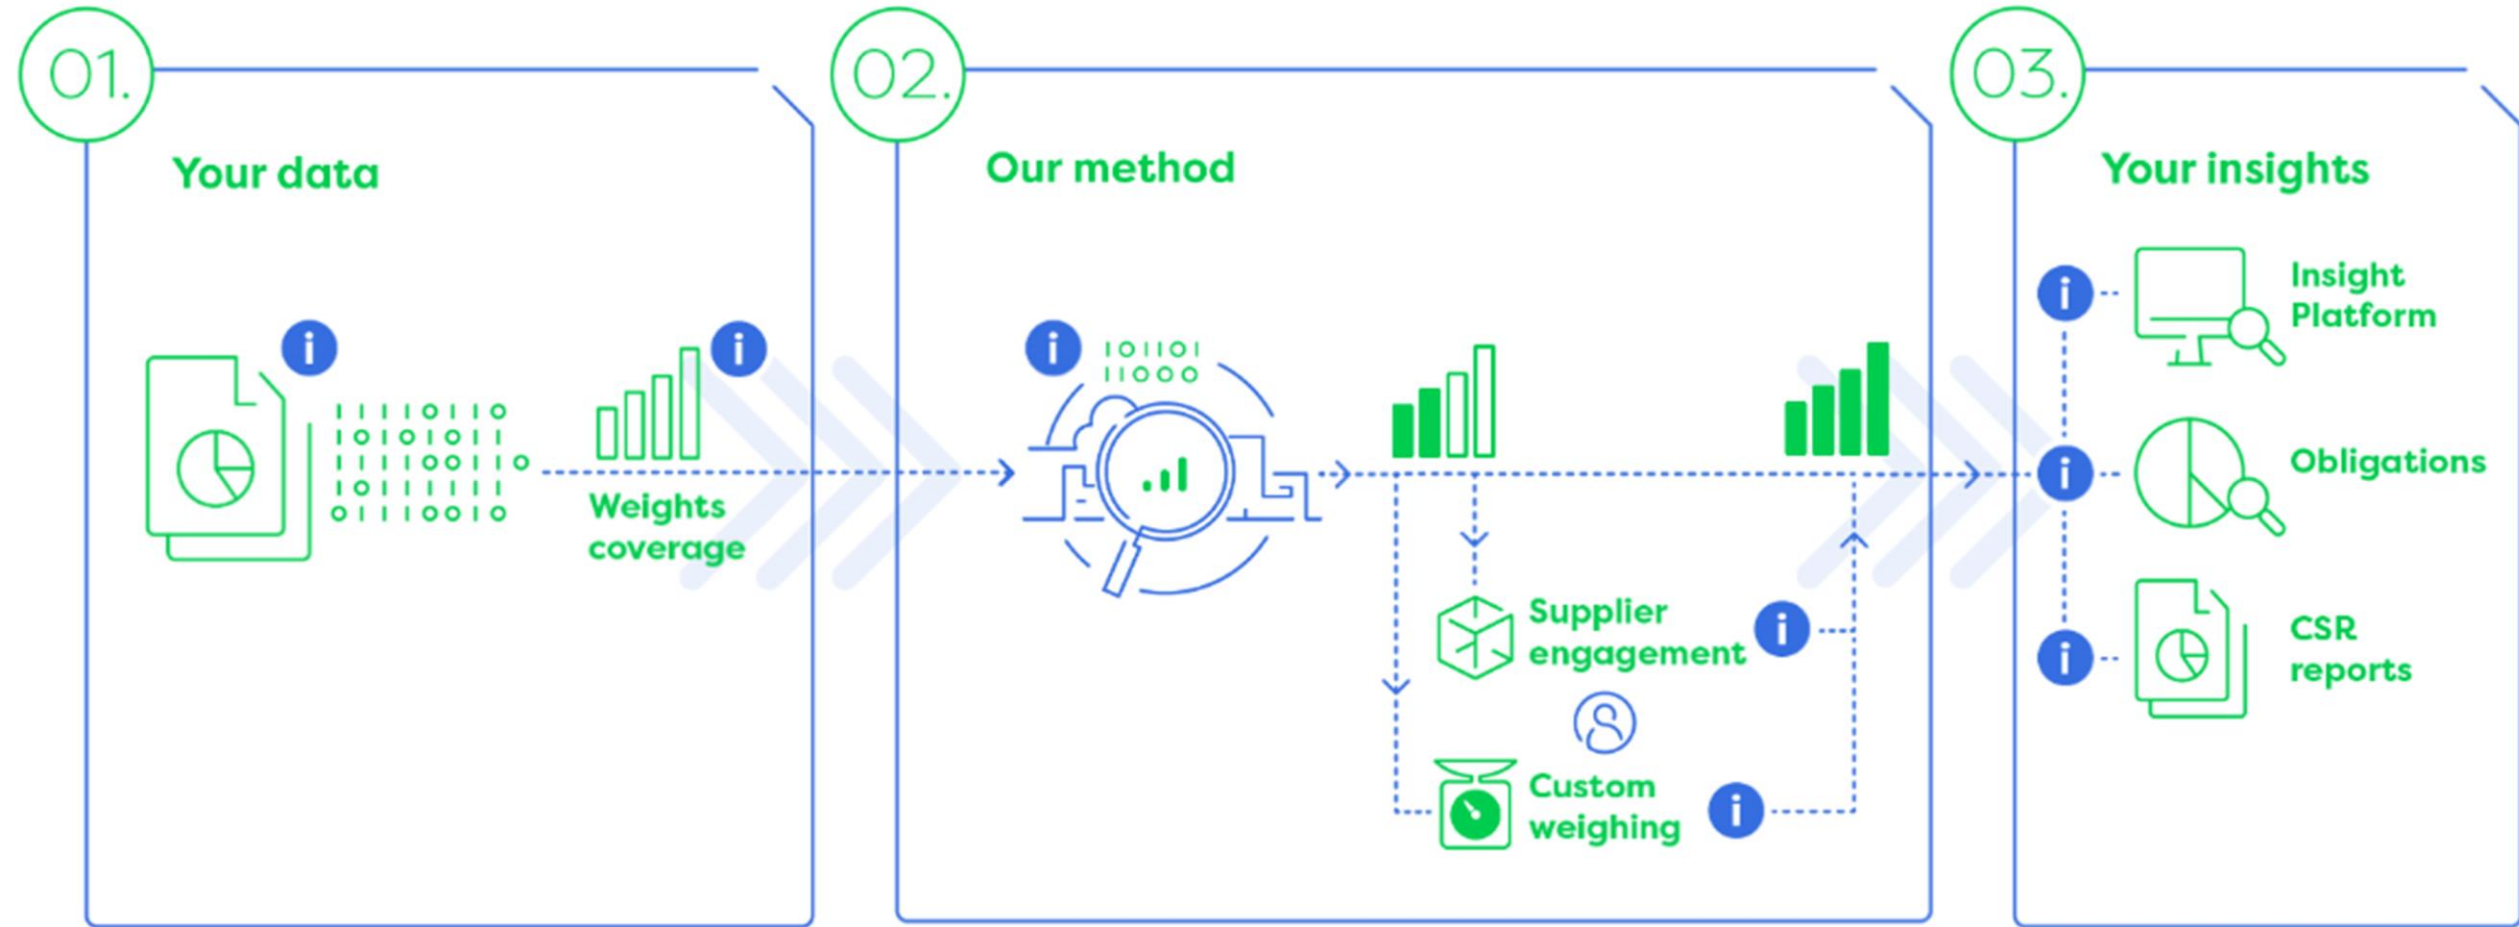 01.
Your data
i
i
Weights
coverage
02.
Our method
i
Supplier
engagement
i
Custom
weighing
i
03.
Your insights
i
Insight
Platform
i
Obligations
i
CSR
reports